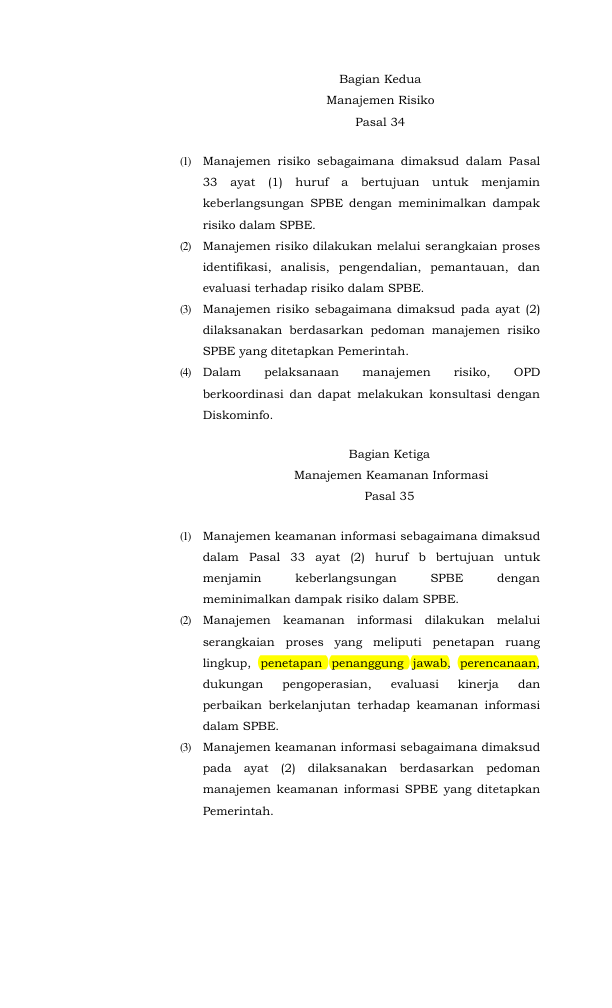 Bagian Kedua
Manajemen Risiko
Pasal 34
(1) Manajemen risiko sebagaimana dimaksud dalam Pasal
33 ayat (1) huruf a bertujuan untuk menjamin
keberlangsungan SPBE dengan meminimalkan dampak
risiko dalam SPBE.
(2) Manajemen risiko dilakukan melalui serangkaian proses
identifikasi, analisis, pengendalian, pemantauan, dan
evaluasi terhadap risiko dalam SPBE.
(3) Manajemen risiko sebagaimana dimaksud pada ayat (2)
dilaksanakan berdasarkan pedoman manajemen risiko
SPBE yang ditetapkan Pemerintah.
(4) Dalam pelaksanaan manajemen risiko, OPD
berkoordinasi dan dapat melakukan konsultasi dengan
Diskominfo.
Bagian Ketiga
Manajemen Keamanan Informasi
Pasal 35
(1) Manajemen keamanan informasi sebagaimana dimaksud
dalam Pasal 33 ayat (2) huruf b bertujuan untuk
menjamin keberlangsungan SPBE dengan
meminimalkan dampak risiko dalam SPBE.
(2) Manajemen keamanan informasi dilakukan melalui
serangkaian proses yang meliputi penetapan ruang
lingkup, penetapan penanggung jawab, perencanaan,
dukungan pengoperasian, evaluasi kinerja dan
perbaikan berkelanjutan terhadap keamanan informasi
dalam SPBE.
(3) Manajemen keamanan informasi sebagaimana dimaksud
pada ayat (2) dilaksanakan berdasarkan pedoman
manajemen keamanan informasi SPBE yang ditetapkan
Pemerintah.